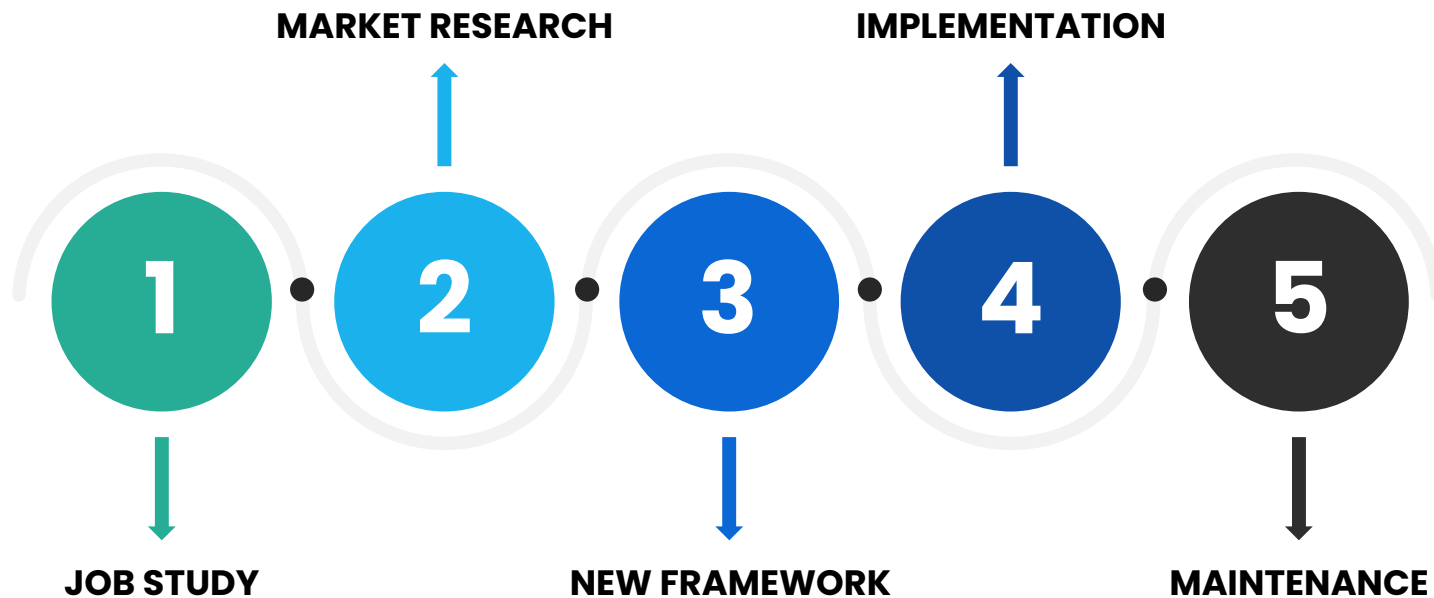 MARKET RESEARCH
IMPLEMENTATION
1
2
3
4
5
JOB STUDY
NEW FRAMEWORK
MAINTENANCE